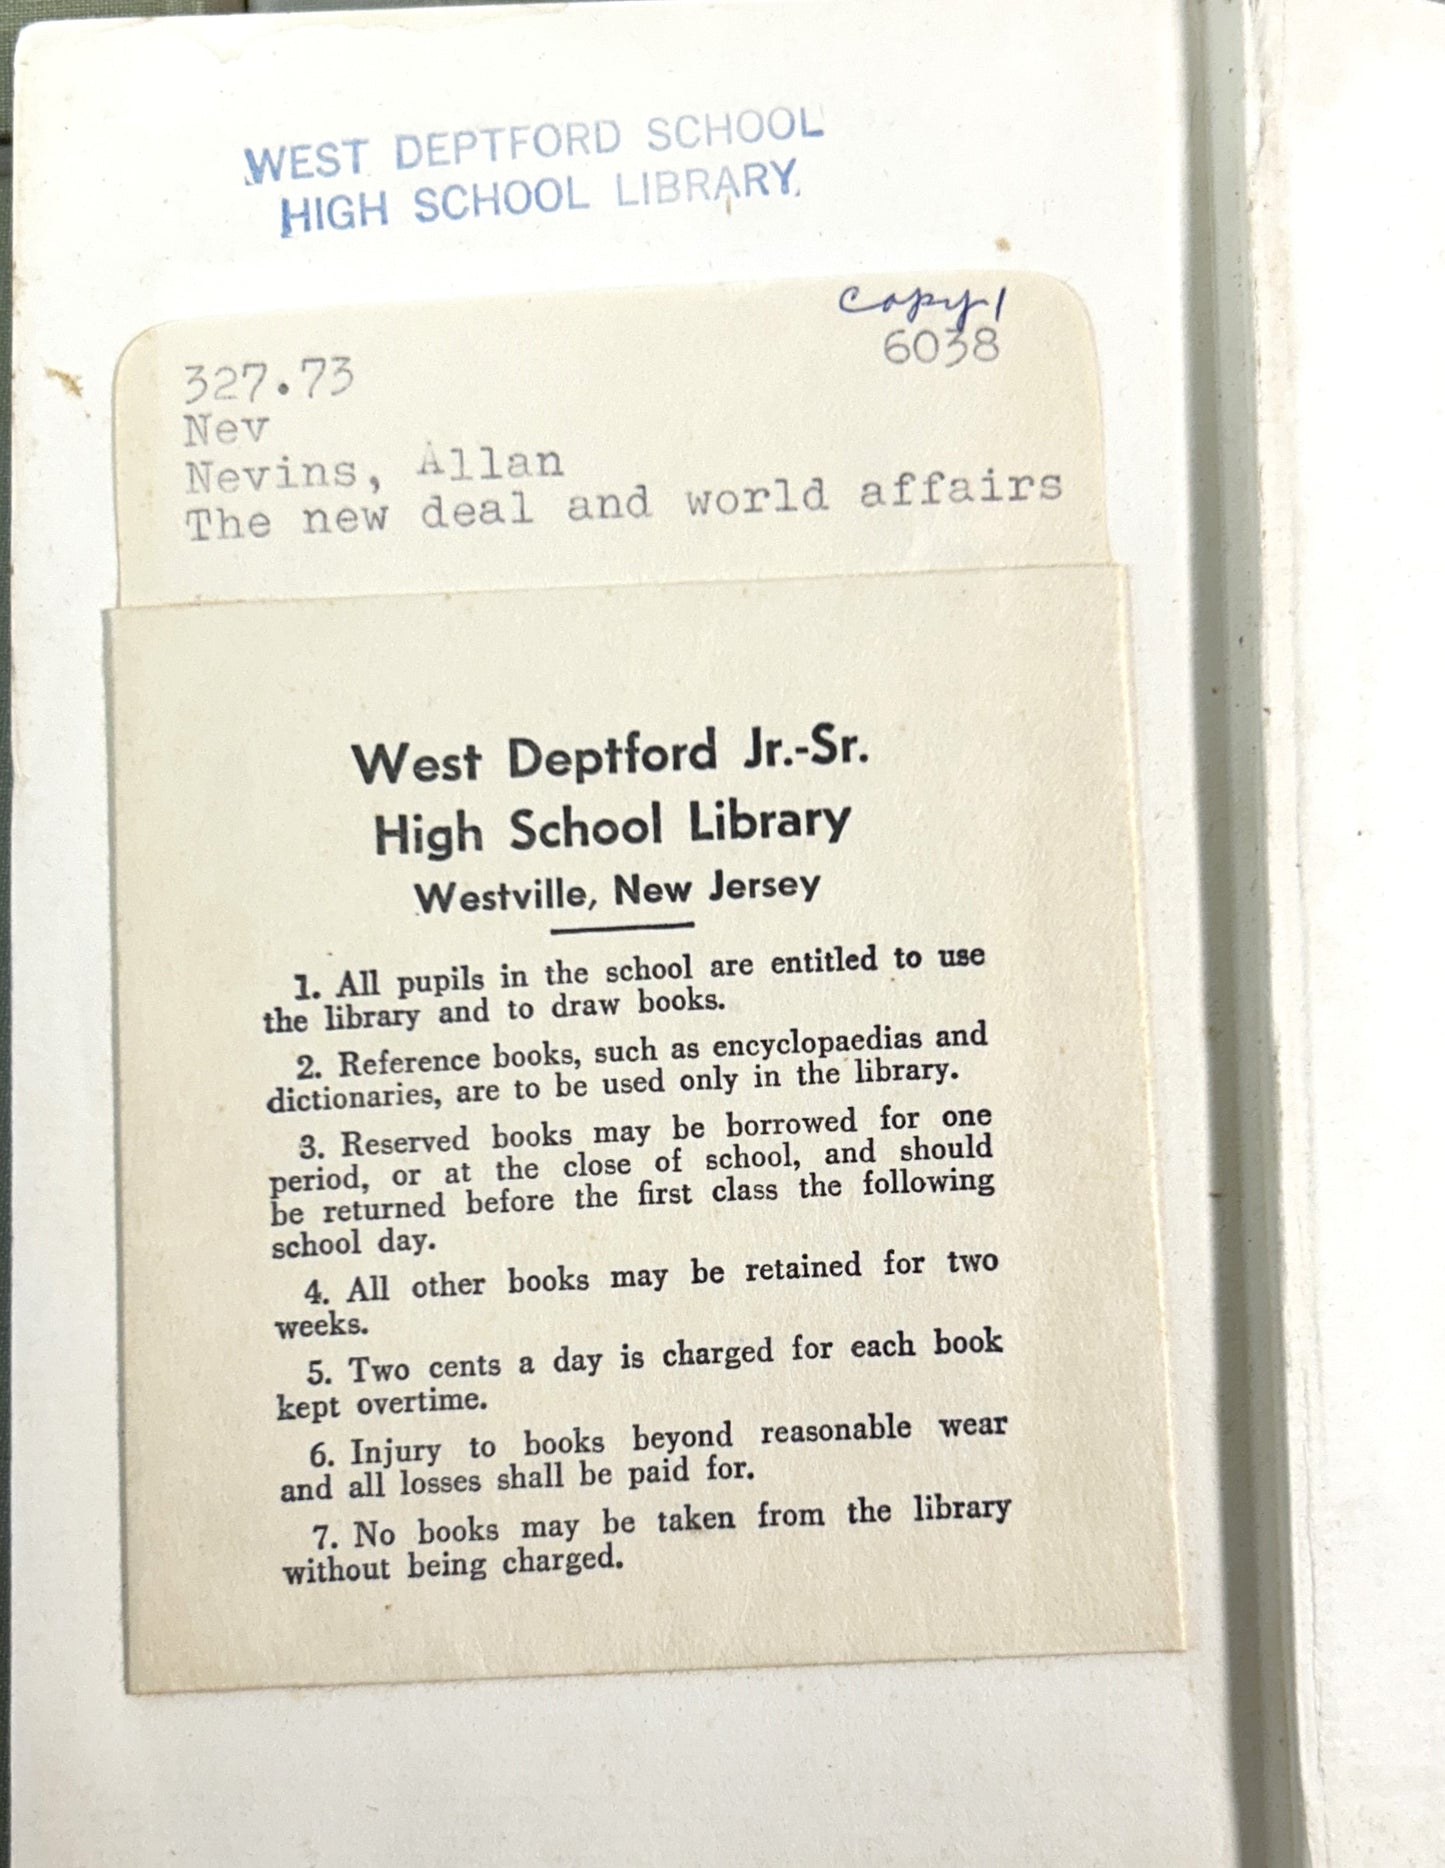 WEST DEPTFORD SCHOOL
HIGH SCHOOL LIBRARY
copy 1
6038
327.73
Nev
Nevins, Allan
The new deal and world affairs
West Deptford Jr.-Sr.
High School Library
Westville, New Jersey
1. All pupils in the school are entitled to use
the library and to draw books.
2. Reference books, such as encyclopaedias and
dictionaries, are to be used only in the library.
3. Reserved books may be borrowed for one
period, or at the close of school, and should
be returned before the first class the following
school day.
4. All other books may be retained for two
weeks.
5. Two cents a day is charged for each book
kept overtime.
6. Injury to books beyond reasonable wear
and all losses shall be paid for.
7. No books may be taken from the library
without being charged.